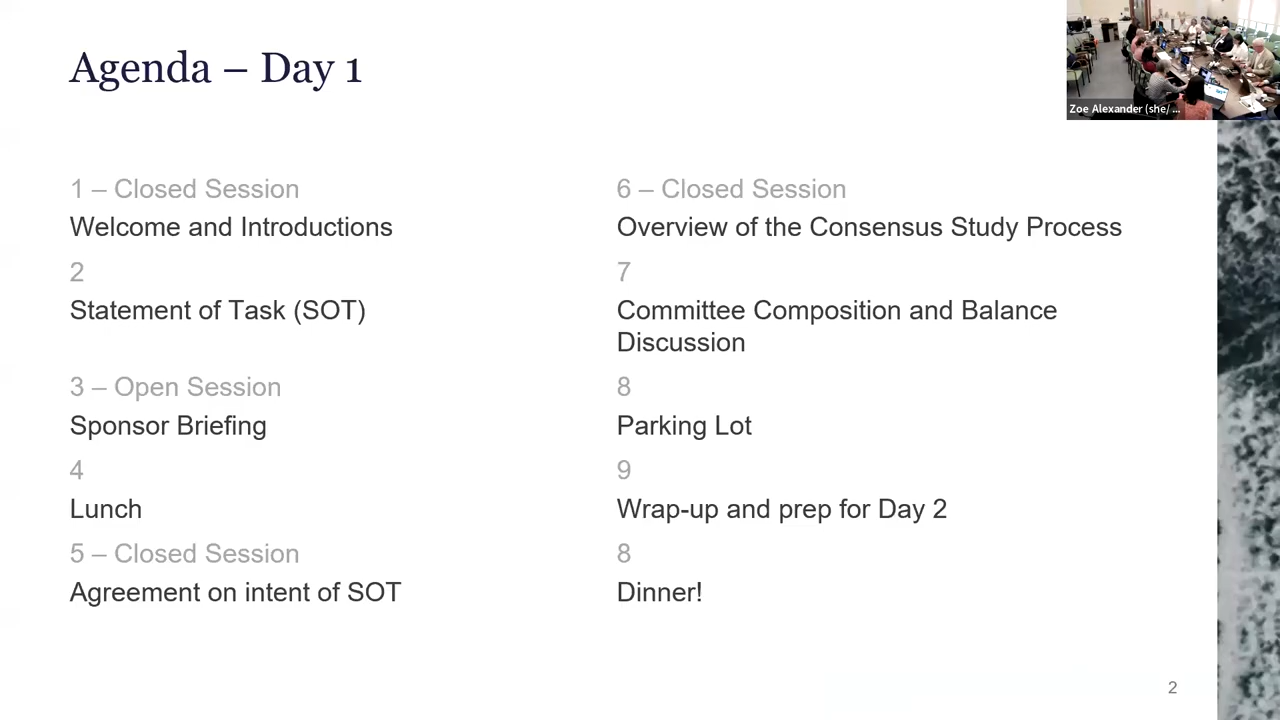 Agenda – Day 1
Zoe Alexander (she/ ...
1 – Closed Session
Welcome and Introductions
2
Statement of Task (SOT)
3 – Open Session
Sponsor Briefing
4
Lunch
5 – Closed Session
Agreement on intent of SOT
6 – Closed Session
Overview of the Consensus Study Process
7
Committee Composition and Balance
Discussion
8
Parking Lot
9
Wrap-up and prep for Day 2
8
Dinner!
2